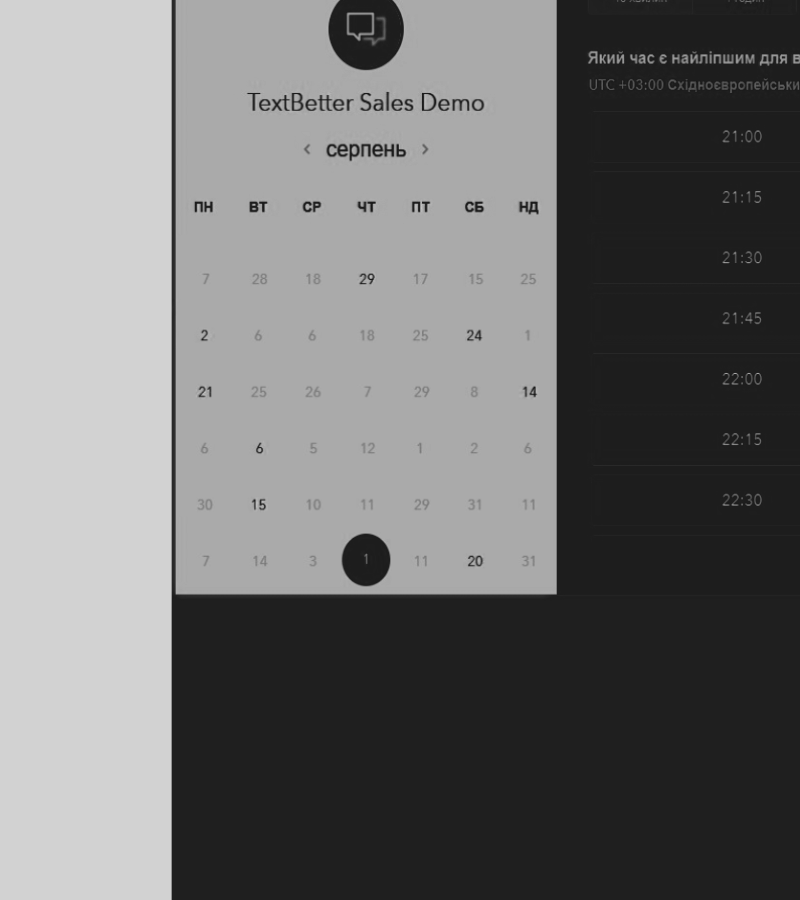 TextBetter Sales Demo
‹ серпень ›
ПН ВТ СР ЧТ ПТ СБ НД
7 28 18 29 17 15 25
2 6 6 18 25 24 1
21 25 26 7 29 8 14
6 6 5 12 1 2 6
30 15 10 11 29 31 11
7 14 3 1 11 20 31
Який час є найліпшим для в
UTC +03:00 Східноєвропейськи
21:00
21:15
21:30
21:45
22:00
22:15
22:30